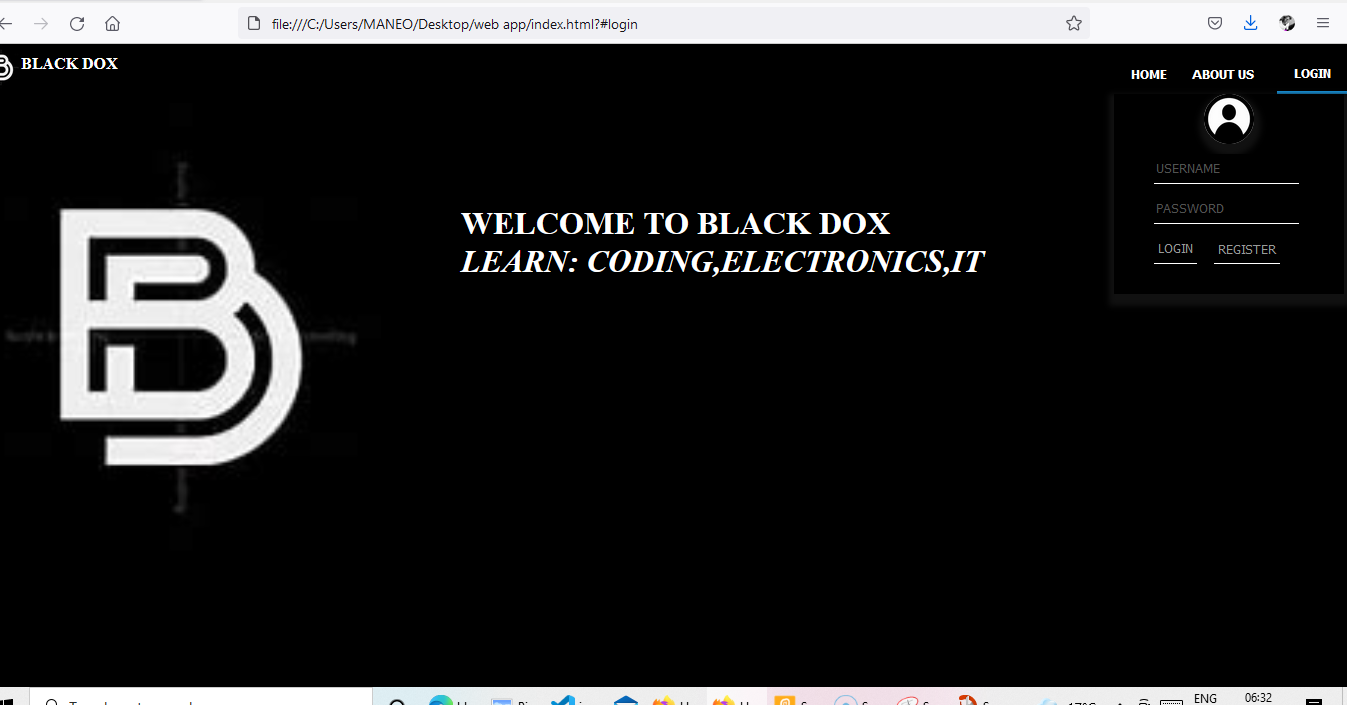 file:///C:/Users/MANEO/Desktop/web app/index.html?#login
BLACK DOX
HOME ABOUT US LOGIN
USERNAME
PASSWORD
LOGIN REGISTER
WELCOME TO BLACK DOX
LEARN: CODING,ELECTRONICS,IT
ENG
06:32